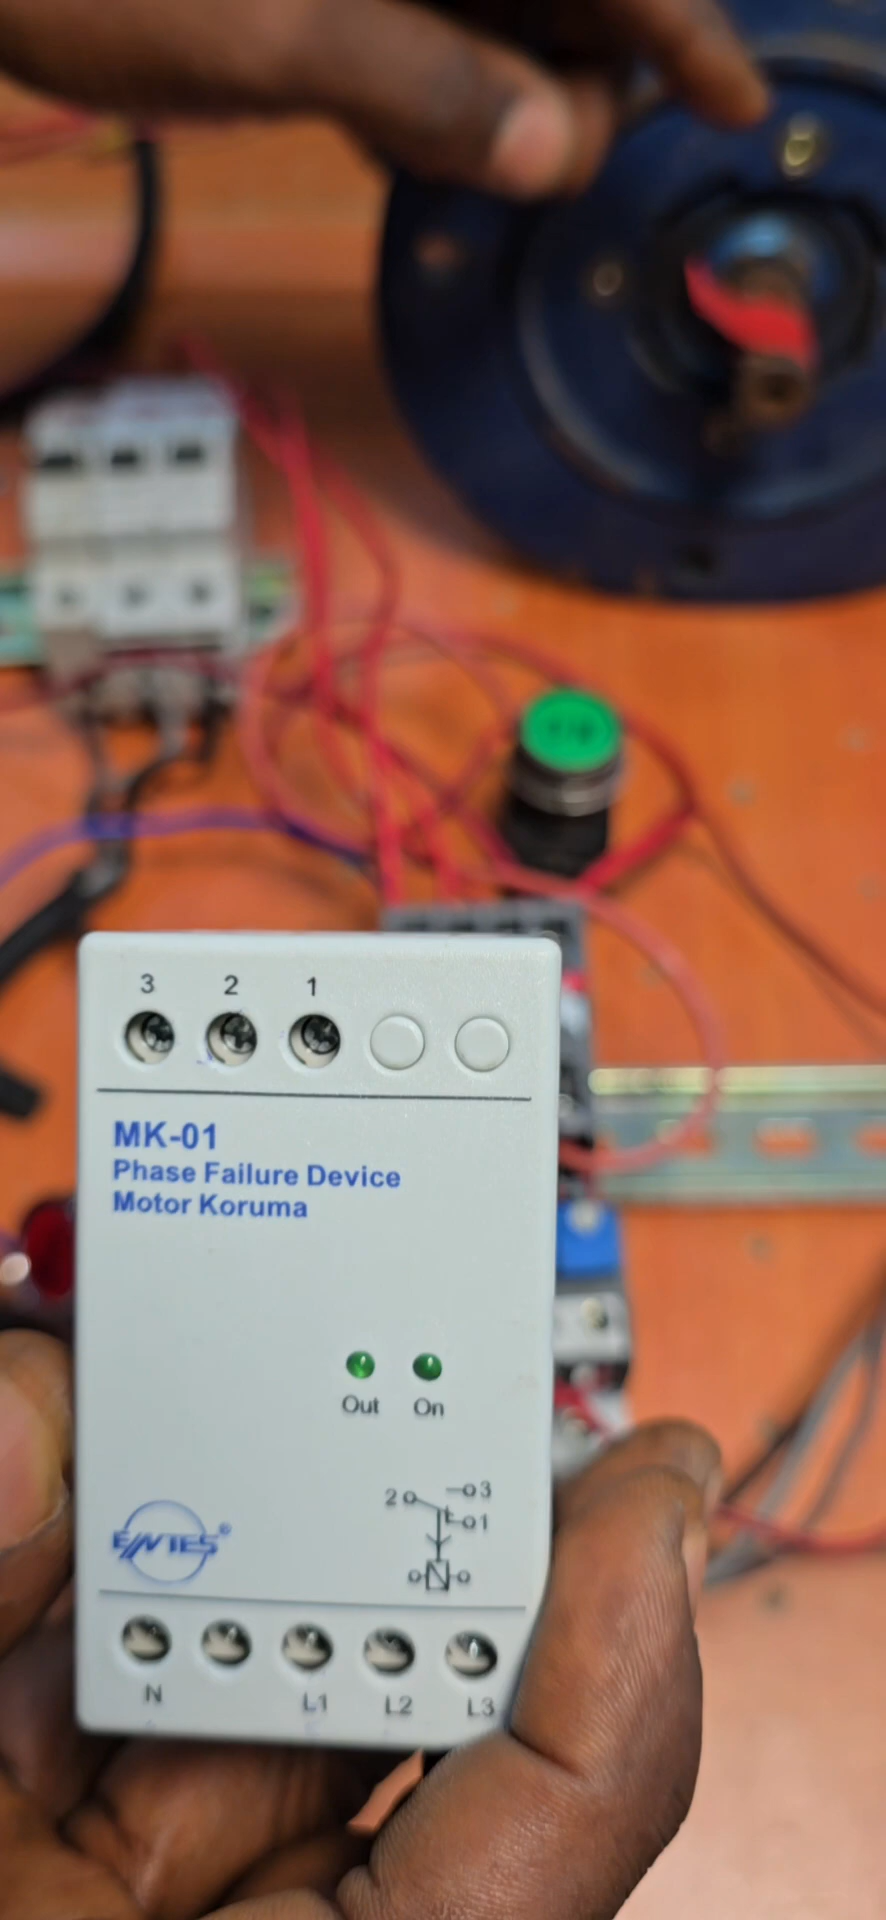 3 2 1
MK-01
Phase Failure Device
Motor Koruma
Out On
2 3
1
ENTES®
N L1 L2 L3